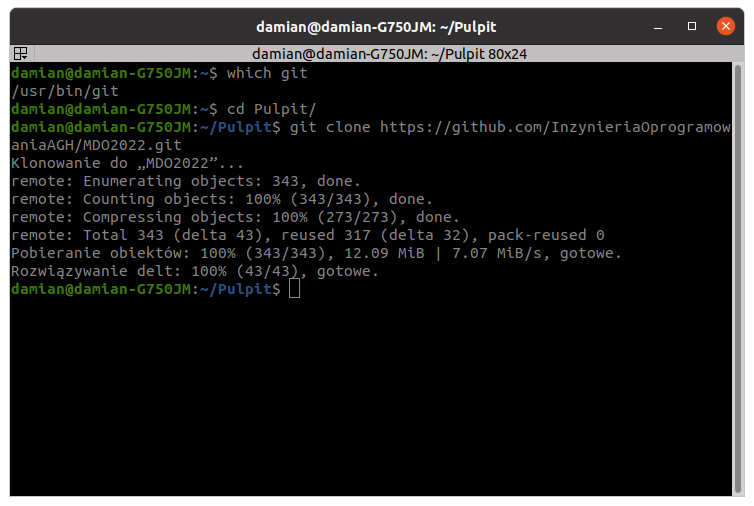 damian@damian-G750JM: ~/Pulpit
damian@damian-G750JM: ~/Pulpit 80x24
damian@damian-G750JM:~$ which git
/usr/bin/git
damian@damian-G750JM:~$ cd Pulpit/
damian@damian-G750JM:~/Pulpit$ git clone https://github.com/InzynieriaOprogramow
aniaAGH/MDO2022.git
Klonowanie do „MDO2022”...
remote: Enumerating objects: 343, done.
remote: Counting objects: 100% (343/343), done.
remote: Compressing objects: 100% (273/273), done.
remote: Total 343 (delta 43), reused 317 (delta 32), pack-reused 0
Pobieranie obiektów: 100% (343/343), 12.09 MiB | 7.07 MiB/s, gotowe.
Rozwiązywanie delt: 100% (43/43), gotowe.
damian@damian-G750JM:~/Pulpit$